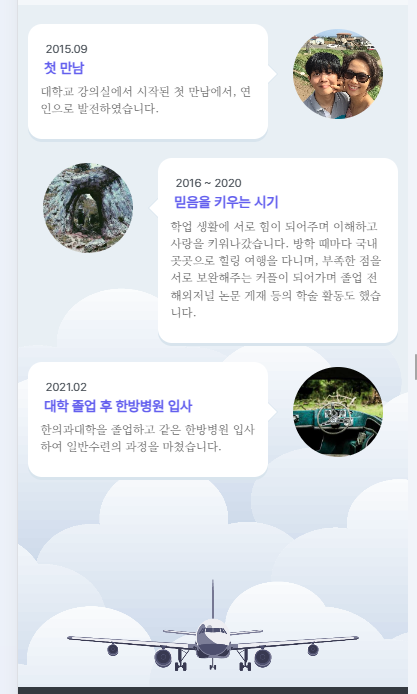 2015.09
첫 만남
대학교 강의실에서 시작된 첫 만남에서, 연
인으로 발전하였습니다.
2016 ~ 2020
믿음을 키우는 시기
학업 생활에 서로 힘이 되어주며 이해하고
사랑을 키워나갔습니다. 방학 때마다 국내
곳곳으로 힐링 여행을 다니며, 부족한 점을
서로 보완해주는 커플이 되어가며 졸업 전
해외저널 논문 게재 등의 학술 활동도 했습
니다.
2021.02
대학 졸업 후 한방병원 입사
한의과대학을 졸업하고 같은 한방병원 입사
하여 일반수련의 과정을 마쳤습니다.